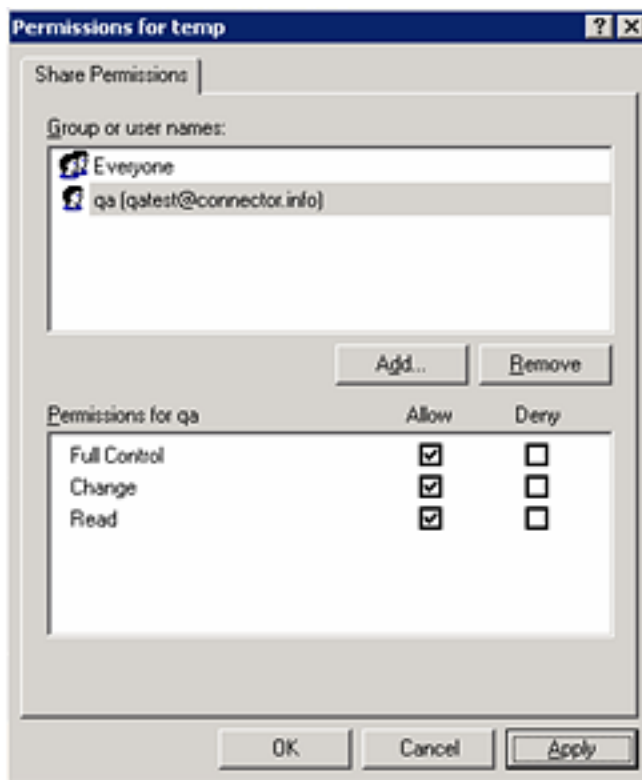 Permissions for temp
Share Permissions
Group or user names:
Everyone
qa (qatest@connector.info)
Add... Remove
Permissions for qa Allow Deny
Full Control
Change
Read
OK Cancel Apply